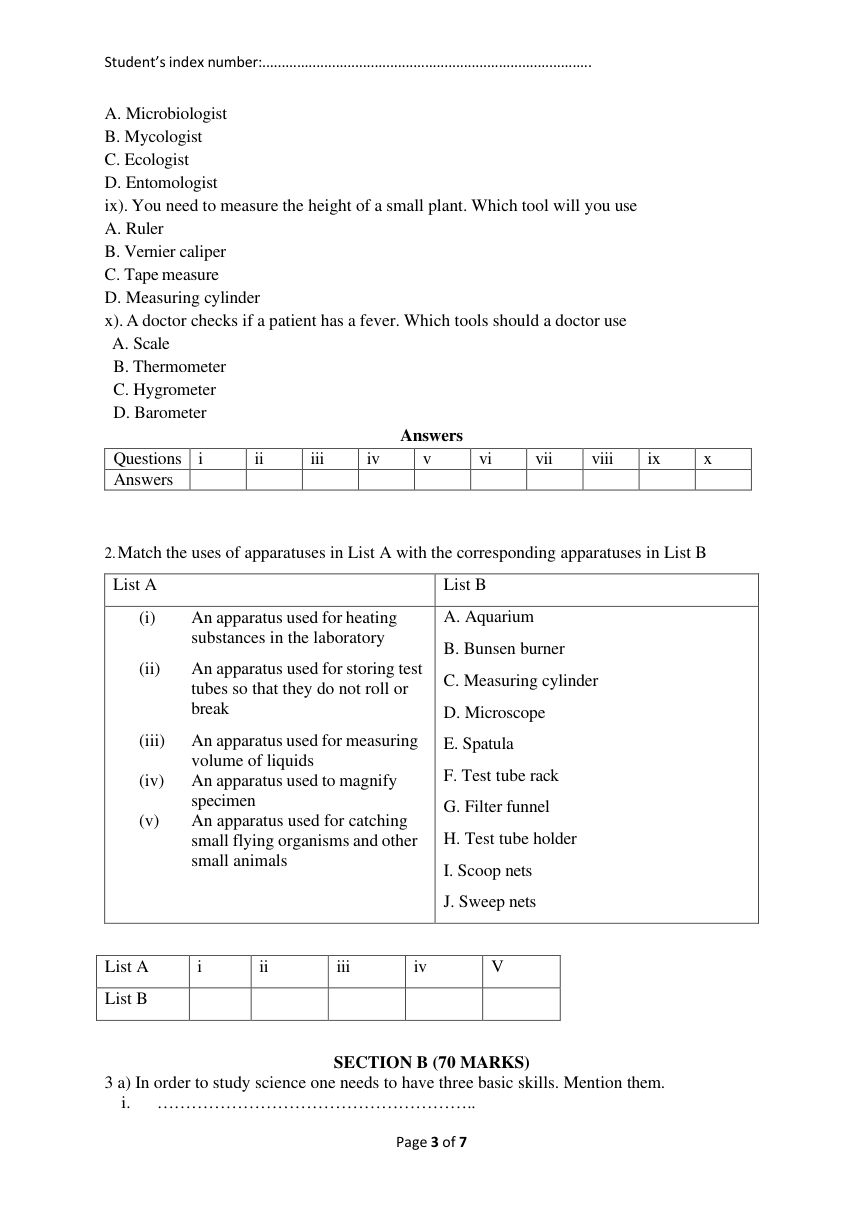 Student’s index number:.....................................................................................
A. Microbiologist
B. Mycologist
C. Ecologist
D. Entomologist
ix). You need to measure the height of a small plant. Which tool will you use
A. Ruler
B. Vernier caliper
C. Tape measure
D. Measuring cylinder
x). A doctor checks if a patient has a fever. Which tools should a doctor use
A. Scale
B. Thermometer
C. Hygrometer
D. Barometer
Answers
Questions i ii iii iv v vi vii viii ix x
Answers
2. Match the uses of apparatuses in List A with the corresponding apparatuses in List B
List A
(i) An apparatus used for heating
substances in the laboratory
(ii) An apparatus used for storing test
tubes so that they do not roll or
break
(iii) An apparatus used for measuring
volume of liquids
(iv) An apparatus used to magnify
specimen
(v) An apparatus used for catching
small flying organisms and other
small animals
List B
A. Aquarium
B. Bunsen burner
C. Measuring cylinder
D. Microscope
E. Spatula
F. Test tube rack
G. Filter funnel
H. Test tube holder
I. Scoop nets
J. Sweep nets
List A i ii iii iv V
List B
SECTION B (70 MARKS)
3 a) In order to study science one needs to have three basic skills. Mention them.
i. ………………………………………………..
Page 3 of 7